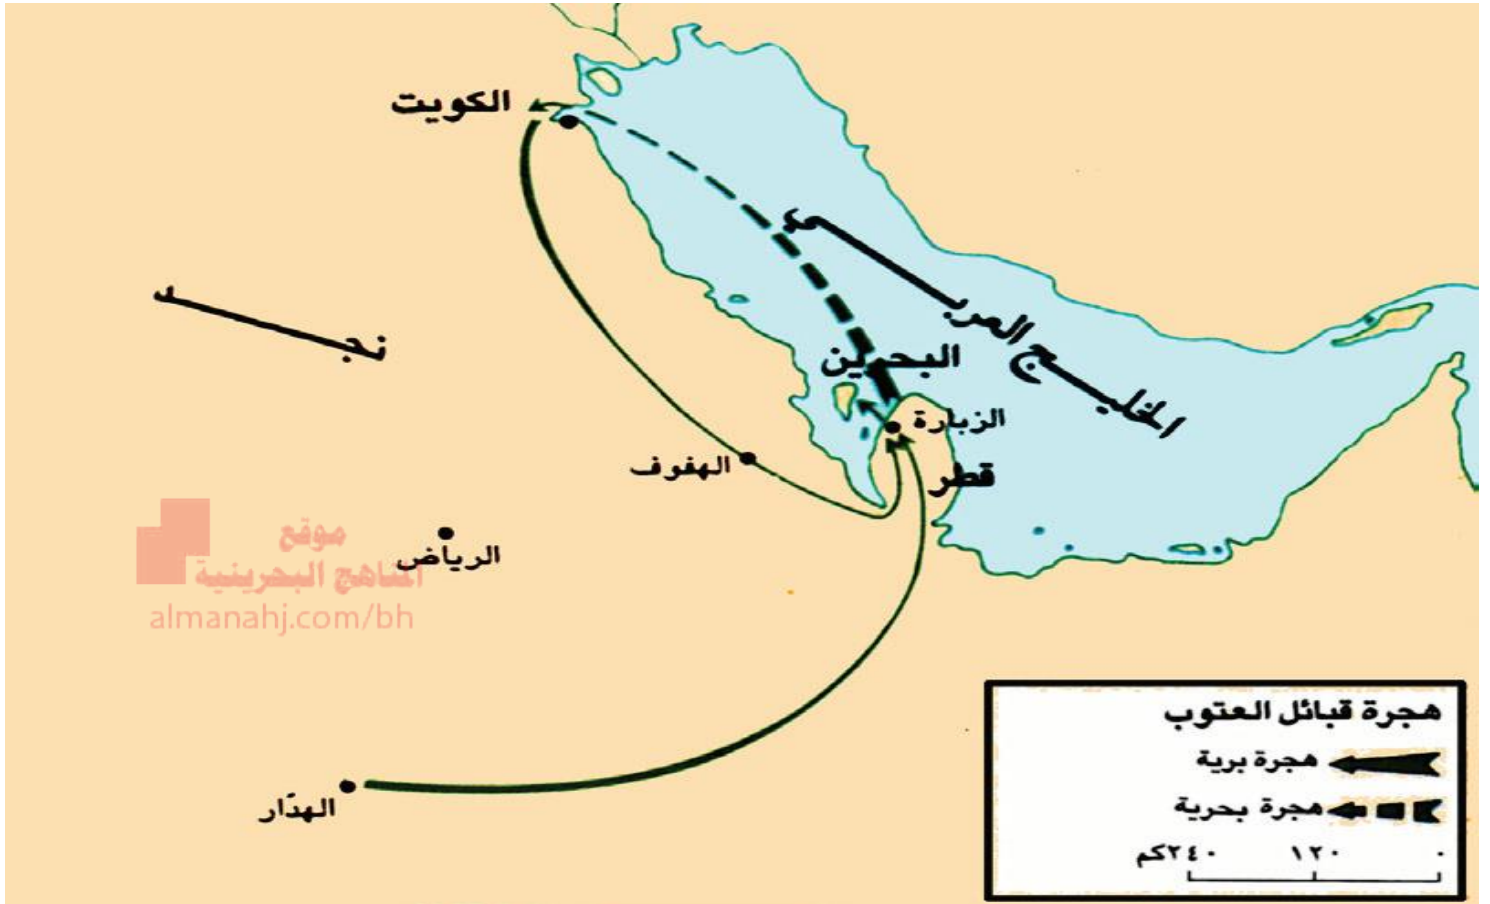 الكويت
الخليج العربي
نجد
البحرين
الزبارة
الهفوف
قطر
الرياض
موقع
المناهج البحرينية
almanahj.com/bh
الهدّار
هجرة قبائل العتوب
هجرة برية
هجرة بحرية
٠ ١٢٠ ٢٤٠كم